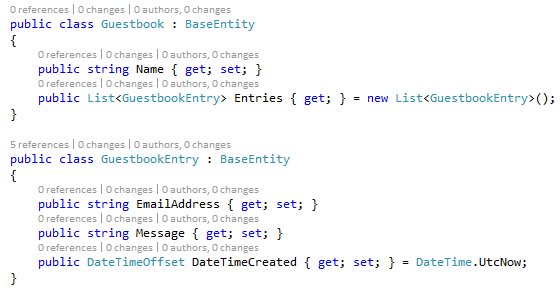 0 references | 0 changes | 0 authors, 0 changes
public class Guestbook : BaseEntity
{
0 references | 0 changes | 0 authors, 0 changes
public string Name { get; set; }
0 references | 0 changes | 0 authors, 0 changes
public List<GuestbookEntry> Entries { get; } = new List<GuestbookEntry>();
}
5 references | 0 changes | 0 authors, 0 changes
public class GuestbookEntry : BaseEntity
{
0 references | 0 changes | 0 authors, 0 changes
public string EmailAddress { get; set; }
0 references | 0 changes | 0 authors, 0 changes
public string Message { get; set; }
0 references | 0 changes | 0 authors, 0 changes
public DateTimeOffset DateTimeCreated { get; set; } = DateTime.UtcNow;
}